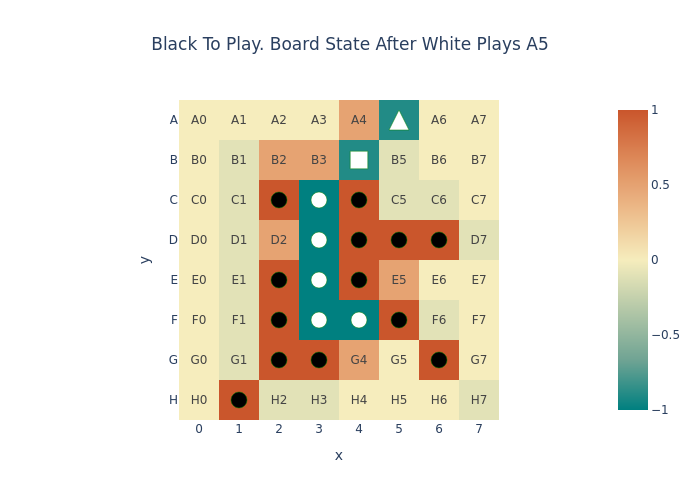 Black To Play. Board State After White Plays A5
A A0 A1 A2 A3 A4 A6 A7
B B0 B1 B2 B3 B5 B6 B7
C C0 C1 C5 C6 C7
D D0 D1 D2 D7
E E0 E1 E5 E6 E7
F F0 F1 F6 F7
G G0 G1 G4 G5 G7
H H0 H2 H3 H4 H5 H6 H7
0 1 2 3 4 5 6 7
x
y
1
0.5
0
−0.5
−1